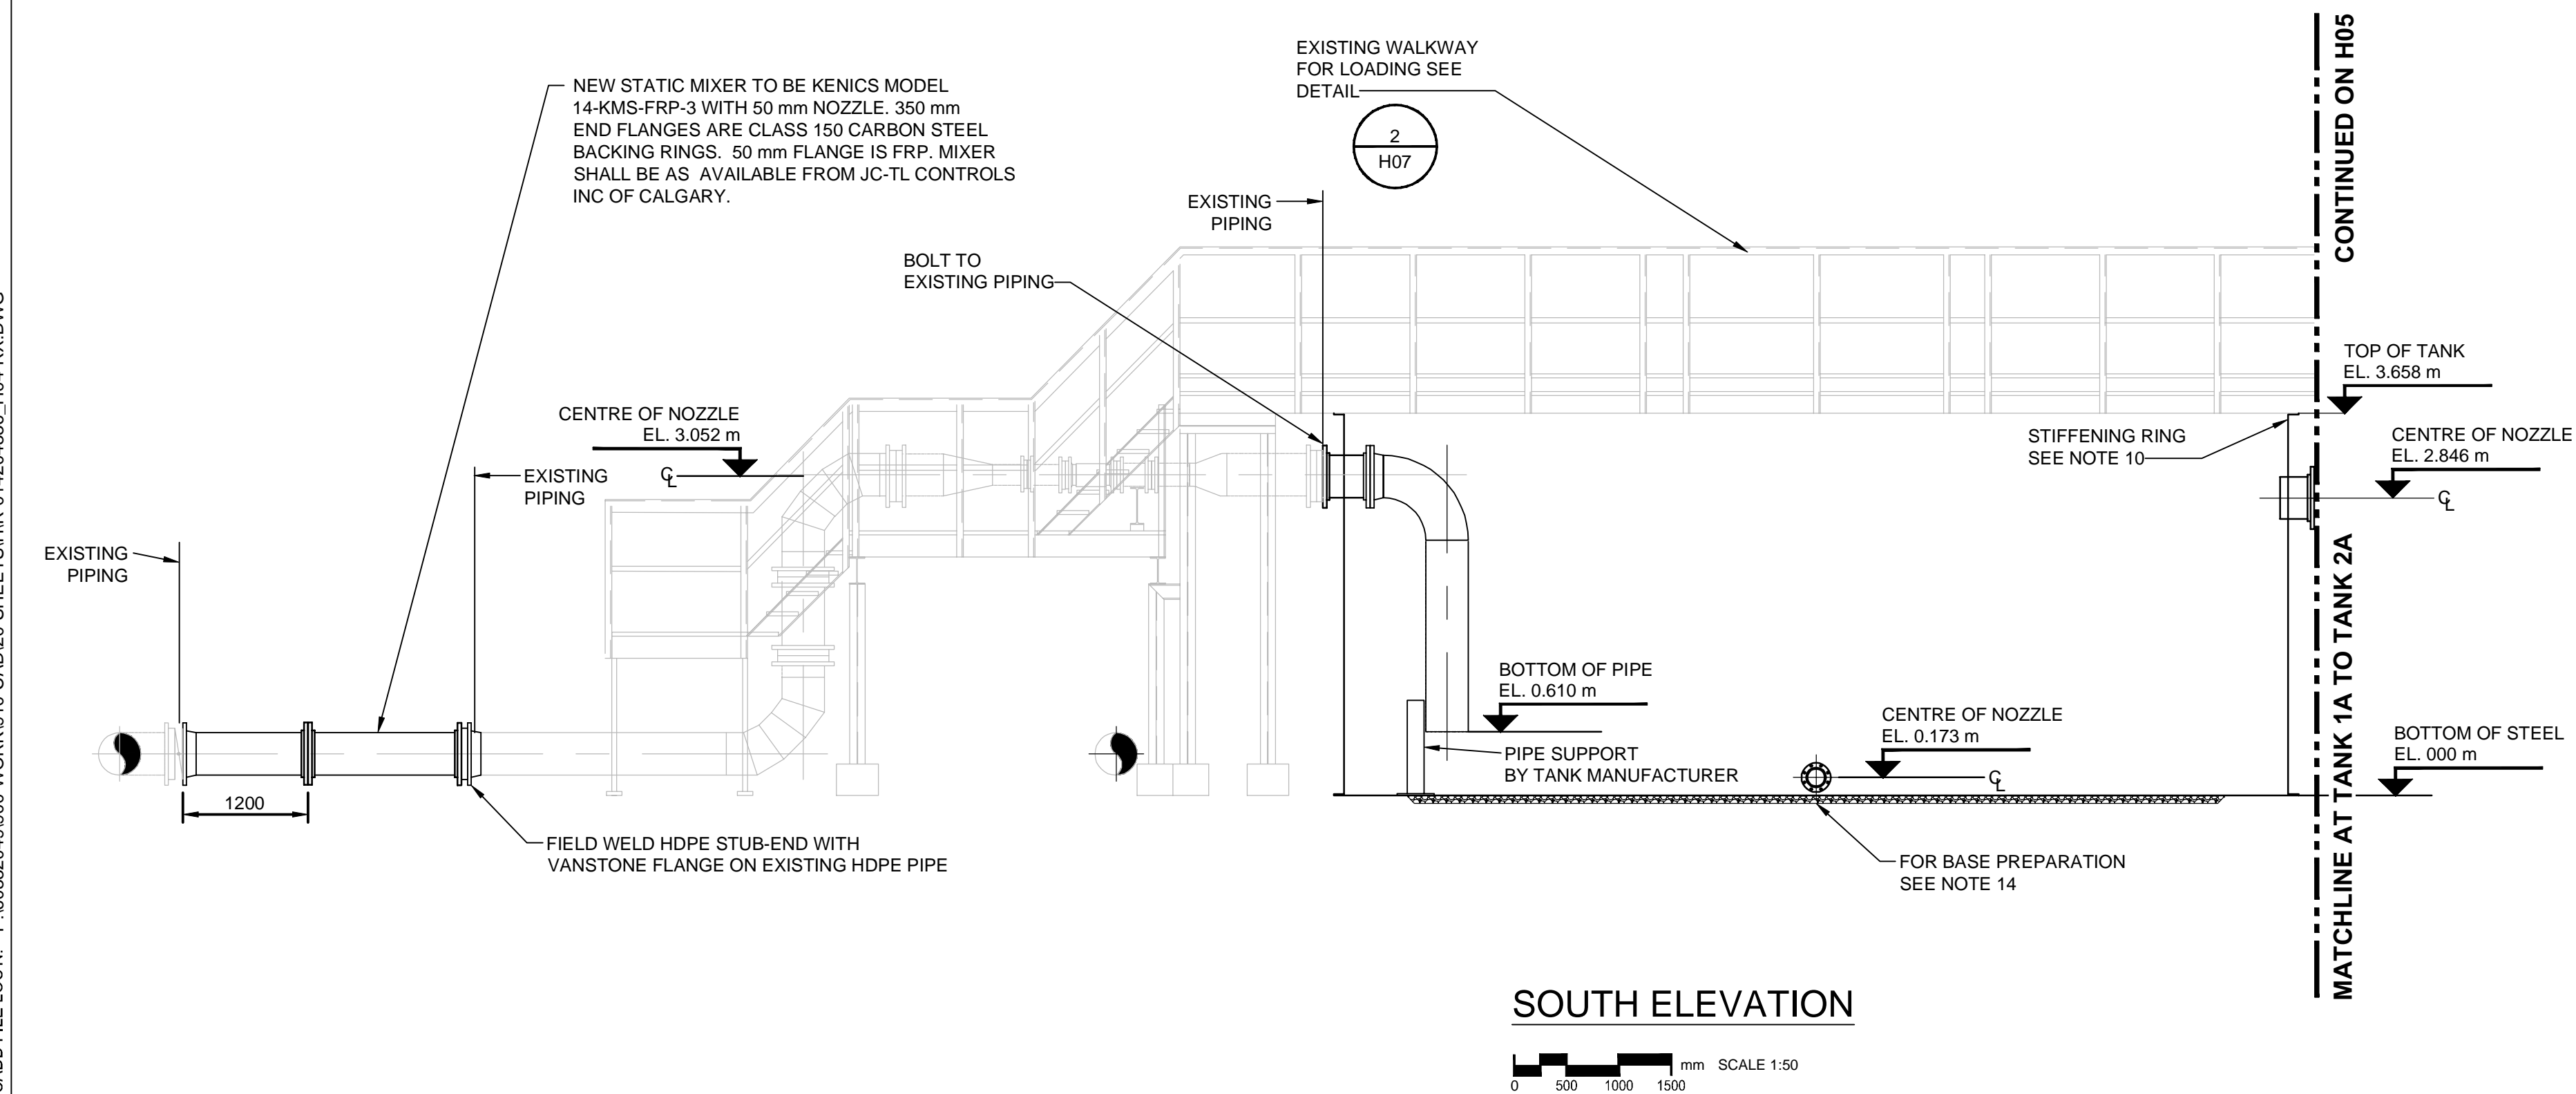 EXISTING WALKWAY
FOR LOADING SEE
DETAIL
2
H07
NEW STATIC MIXER TO BE KENICS MODEL
14-KMS-FRP-3 WITH 50 mm NOZZLE. 350 mm
END FLANGES ARE CLASS 150 CARBON STEEL
BACKING RINGS. 50 mm FLANGE IS FRP. MIXER
SHALL BE AS AVAILABLE FROM JC-TL CONTROLS
INC OF CALGARY.
EXISTING
PIPING
BOLT TO
EXISTING PIPING
CONTINUED ON H05
TOP OF TANK
EL. 3.658 m
CENTRE OF NOZZLE
EL. 3.052 m
CL
EXISTING
PIPING
STIFFENING RING
SEE NOTE 10
CENTRE OF NOZZLE
EL. 2.846 m
CL
EXISTING
PIPING
BOTTOM OF PIPE
EL. 0.610 m
PIPE SUPPORT
BY TANK MANUFACTURER
CENTRE OF NOZZLE
EL. 0.173 m
CL
BOTTOM OF STEEL
EL. 000 m
MATCHLINE AT TANK 1A TO TANK 2A
1200
FIELD WELD HDPE STUB-END WITH
VANSTONE FLANGE ON EXISTING HDPE PIPE
FOR BASE PREPARATION
SEE NOTE 14
SOUTH ELEVATION
mm SCALE 1:50
0 500 1000 1500